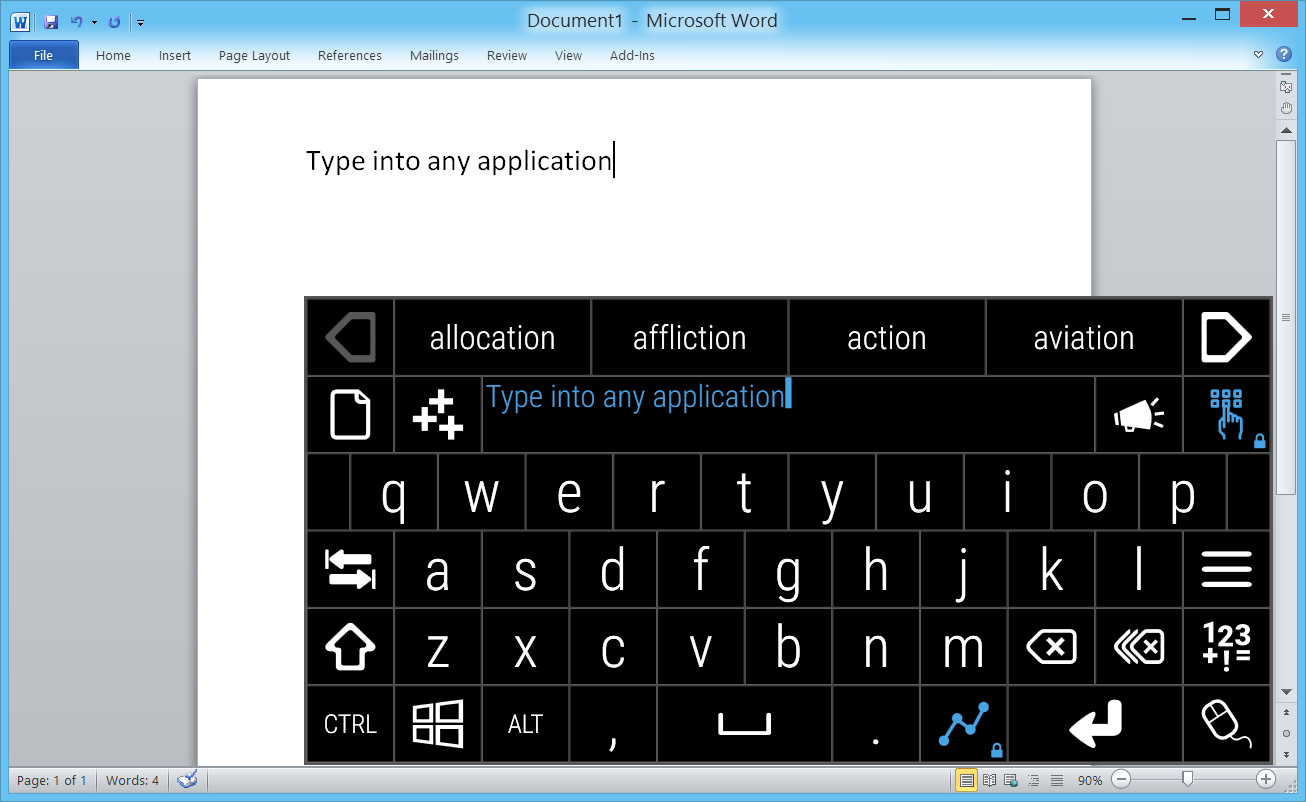 Document1 - Microsoft Word
File Home Insert Page Layout References Mailings Review View Add-Ins
Type into any application
allocation affliction action aviation
Type into any application
q w e r t y u i o p
a s d f g h j k l
z x c v b n m 123+!=
CTRL ALT , .
Page: 1 of 1 Words: 4 90%